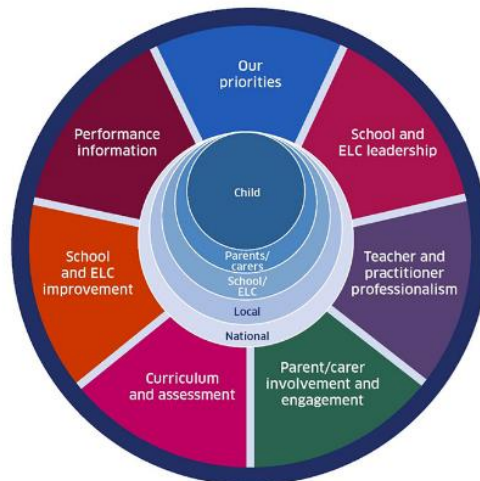 Our
priorities
School and
ELC leadership
Teacher and
practitioner
professionalism
Parent/carer
involvement and
engagement
Curriculum
and assessment
School
and ELC
improvement
Performance
information
Child
Parents/
carers
School/
ELC
Local
National